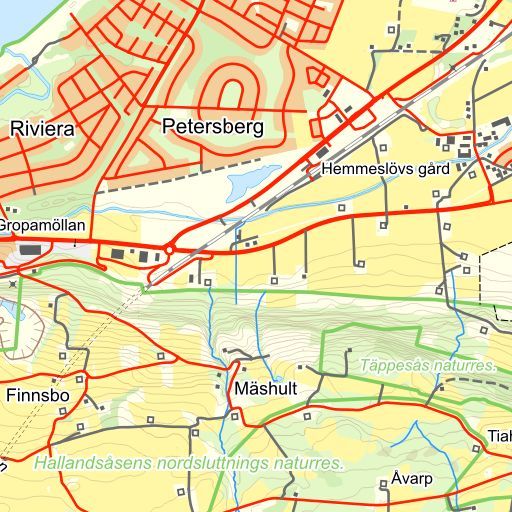 Riviera
Petersberg
Hemmeslövs gård
Gropamöllan
Täppesås naturres.
Finnsbo
Mäshult
Hallandsåsens nordsluttnings naturres.
Tiah
Åvarp